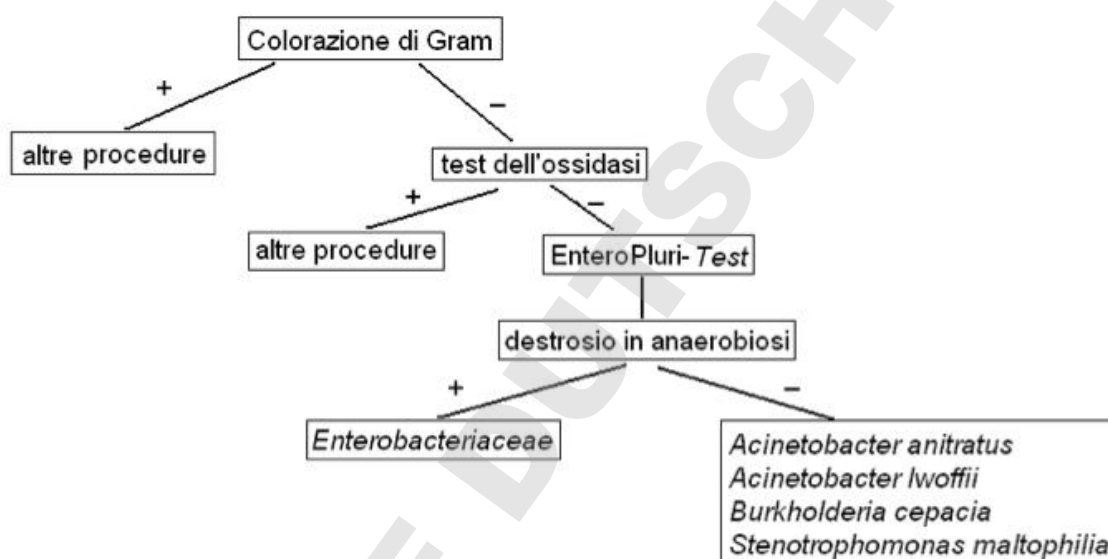 Colorazione di Gram
+
−
altre procedure
test dell'ossidasi
+
−
altre procedure
EnteroPluri-Test
destrosio in anaerobiosi
+
−
Enterobacteriaceae
Acinetobacter anitratus
Acinetobacter lwoffii
Burkholderia cepacia
Stenotrophomonas maltophilia
F DUTSCH